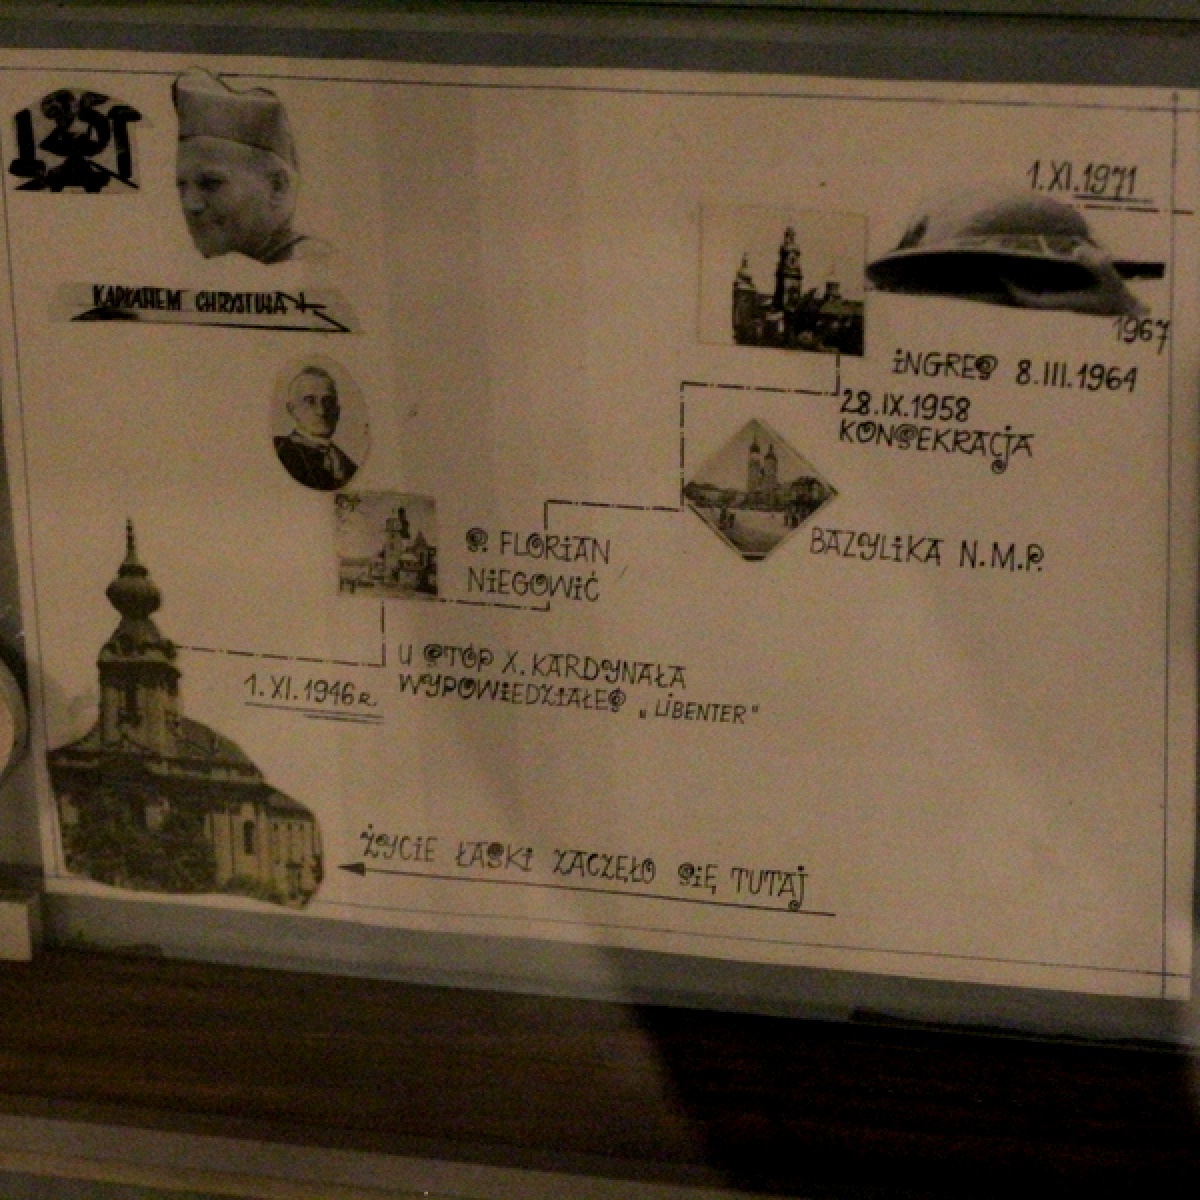 KAPŁANEM CHRYSTUSA
1.XI.1971
1967
INGRES 8.III.1964
28.IX.1958
KONSEKRACJA
BAZYLIKA N.M.P.
S. FLORIAN
NIEGOWIĆ
U STÓP X. KARDYNAŁA
WYPOWIEDZIAŁEŚ „LIBENTER"
1.XI.1946 R
ŻYCIE ŁASKI ZACZĘŁO SIĘ TUTAJ